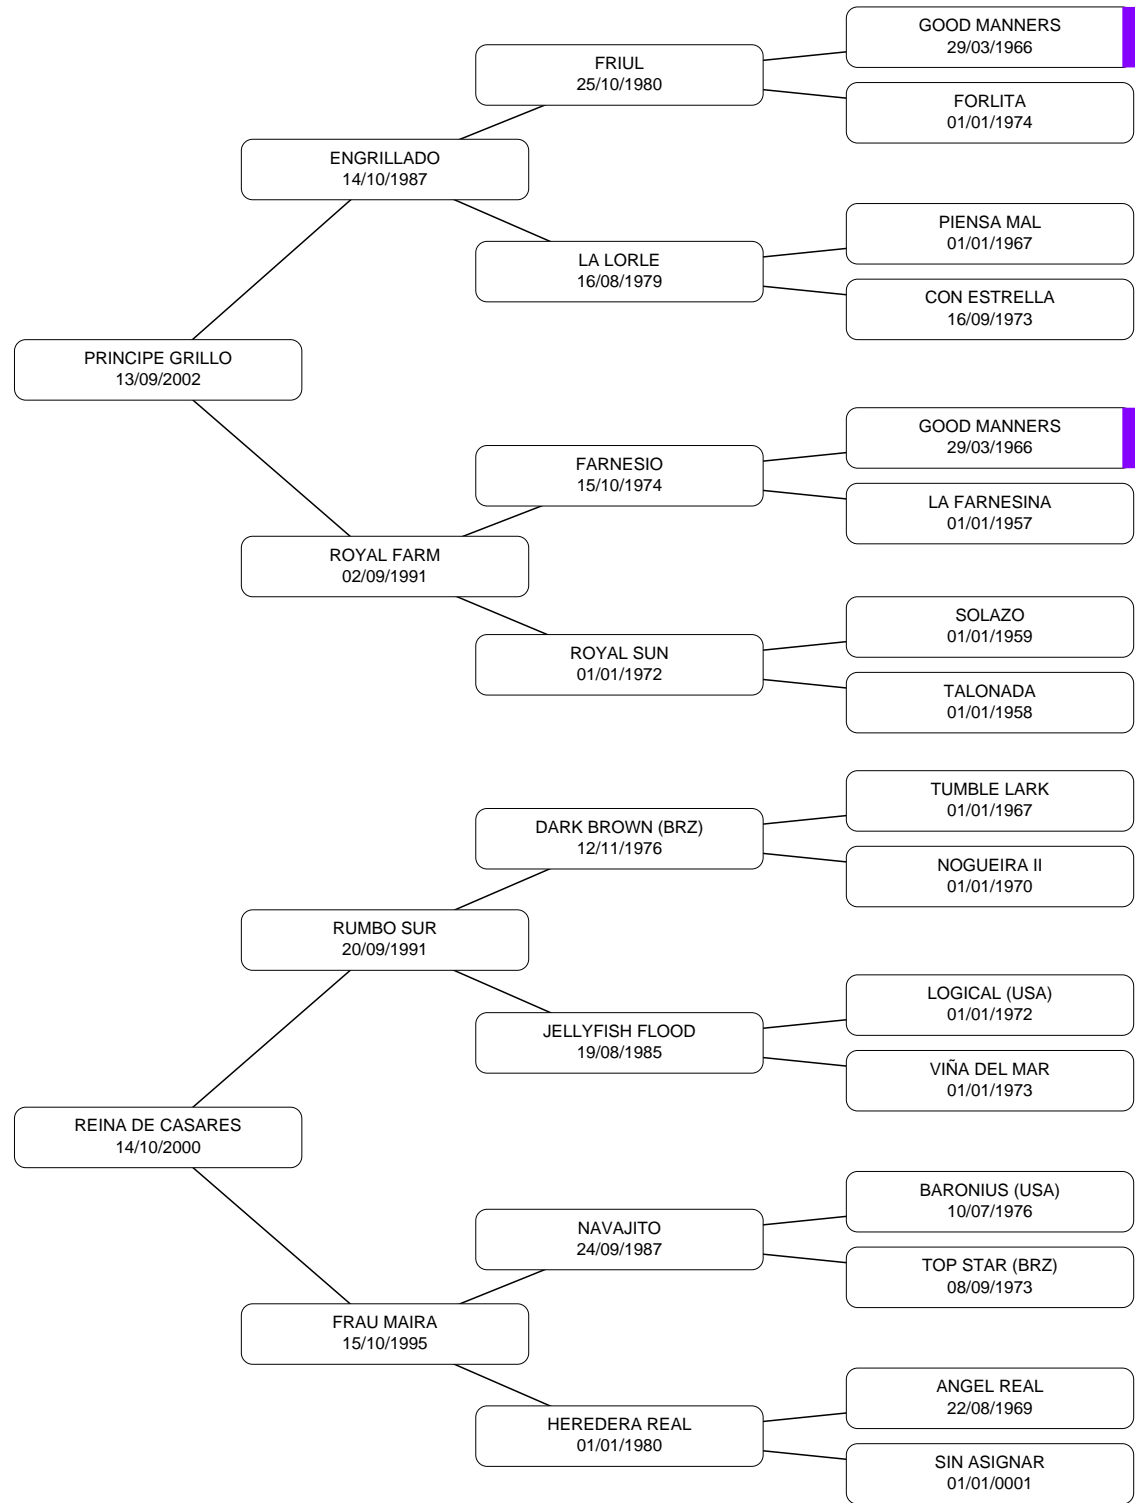 GOOD MANNERS
29/03/1966
FRIUL
25/10/1980
FORLITA
01/01/1974
ENGRILLADO
14/10/1987
PIENSA MAL
01/01/1967
LA LORLE
16/08/1979
CON ESTRELLA
16/09/1973
PRINCIPE GRILLO
13/09/2002
GOOD MANNERS
29/03/1966
FARNESIO
15/10/1974
LA FARNESINA
01/01/1957
ROYAL FARM
02/09/1991
SOLAZO
01/01/1959
ROYAL SUN
01/01/1972
TALONADA
01/01/1958
TUMBLE LARK
01/01/1967
DARK BROWN (BRZ)
12/11/1976
NOGUEIRA II
01/01/1970
RUMBO SUR
20/09/1991
LOGICAL (USA)
01/01/1972
JELLYFISH FLOOD
19/08/1985
VIÑA DEL MAR
01/01/1973
REINA DE CASARES
14/10/2000
BARONIUS (USA)
10/07/1976
NAVAJITO
24/09/1987
TOP STAR (BRZ)
08/09/1973
FRAU MAIRA
15/10/1995
ANGEL REAL
22/08/1969
HEREDERA REAL
01/01/1980
SIN ASIGNAR
01/01/0001